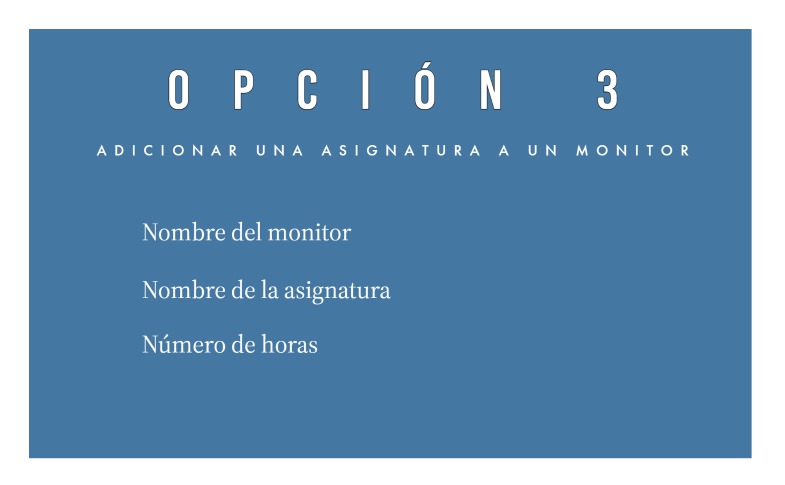 OPCIÓN 3
ADICIONAR UNA ASIGNATURA A UN MONITOR
Nombre del monitor
Nombre de la asignatura
Número de horas